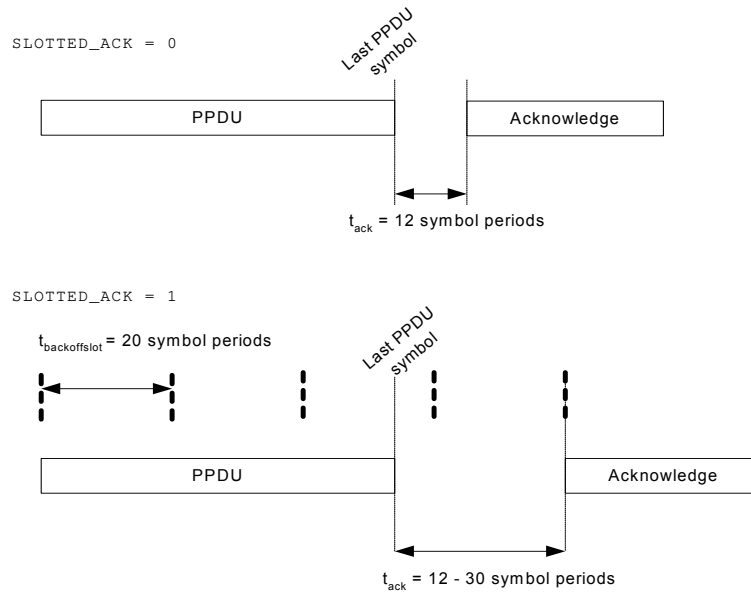 SLOTTED_ACK = 0
Last PPDU
symbol
PPDU
Acknowledge
tack = 12 symbol periods
SLOTTED_ACK = 1
tbackoffslot = 20 symbol periods
Last PPDU
symbol
PPDU
Acknowledge
tack = 12 - 30 symbol periods